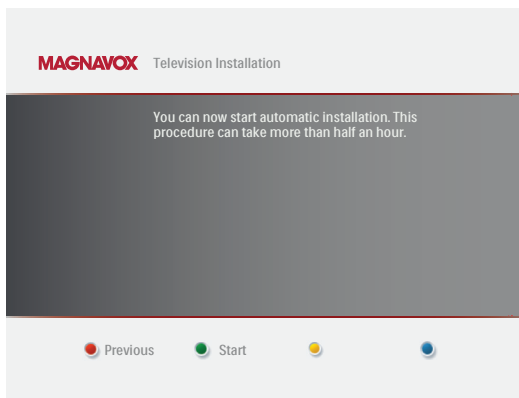 MAGNAVOX Television Installation
You can now start automatic installation. This
procedure can take more than half an hour.
Previous Start